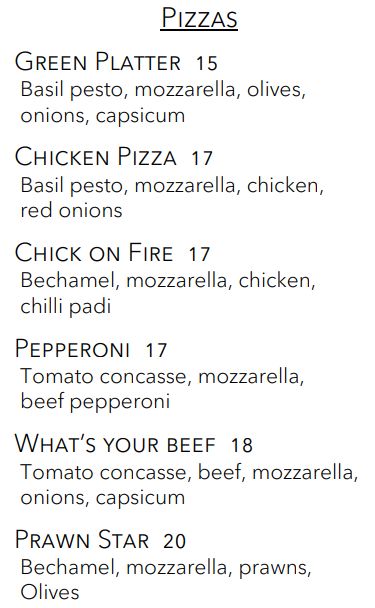 Pizzas
Green Platter 15
Basil pesto, mozzarella, olives,
onions, capsicum
Chicken Pizza 17
Basil pesto, mozzarella, chicken,
red onions
Chick on Fire 17
Bechamel, mozzarella, chicken,
chilli padi
Pepperoni 17
Tomato concasse, mozzarella,
beef pepperoni
What's your beef 18
Tomato concasse, beef, mozzarella,
onions, capsicum
Prawn Star 20
Bechamel, mozzarella, prawns,
Olives